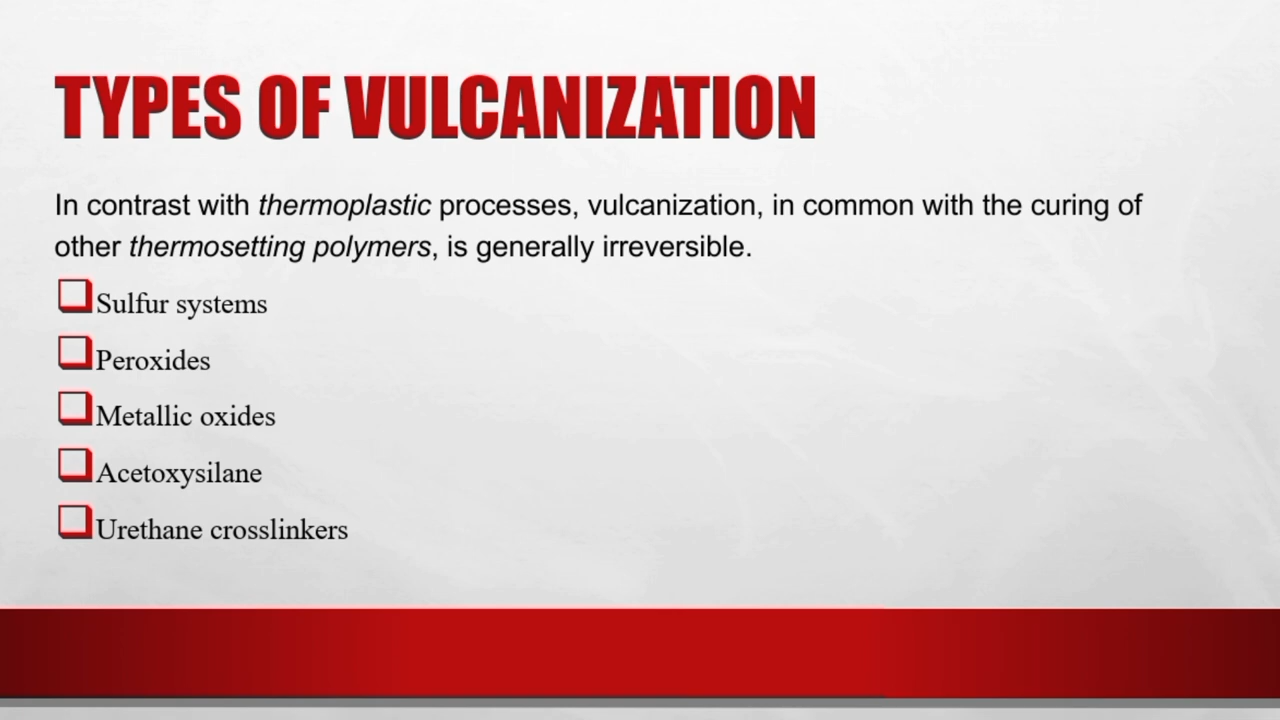 TYPES OF VULCANIZATION
In contrast with thermoplastic processes, vulcanization, in common with the curing of
other thermosetting polymers, is generally irreversible.
Sulfur systems
Peroxides
Metallic oxides
Acetoxysilane
Urethane crosslinkers